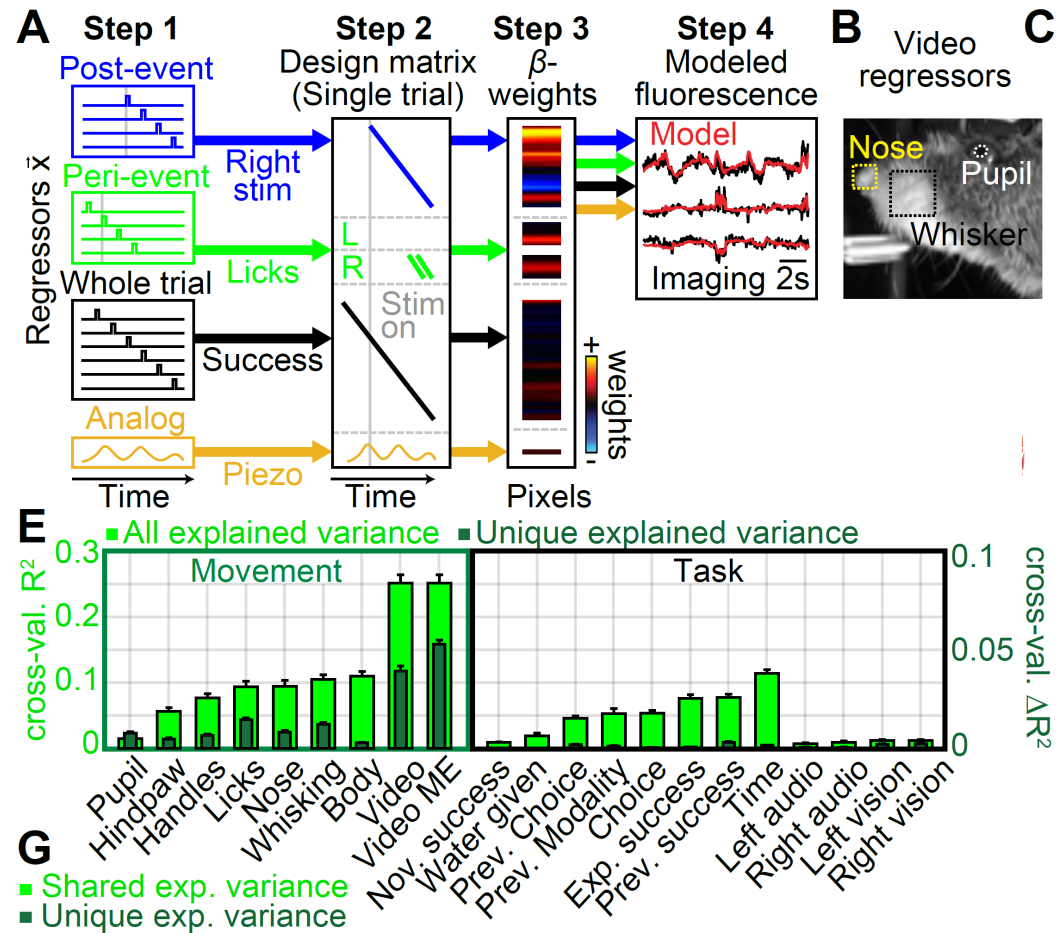 A
Step 1
Step 2
Step 3
Step 4
B
C
Post-event
Design matrix
(Single trial)
β-
weights
Modeled
fluorescence
Video
regressors
Regressors x⃗
Right
stim
Peri-event
Licks
L
R
Whole trial
Success
Stim
on
Analog
Piezo
Time
Time
+
weights
-
Pixels
Model
Imaging 2s
Nose
Pupil
Whisker
E
All explained variance
Unique explained variance
Movement
Task
cross-val. R²
0.3
0.2
0.1
0
0.1
0.05
0
cross-val. ΔR²
Pupil
Hindpaw
Handles
Licks
Nose
Whisking
Body
Video
Video ME
Nov. success
Water given
Prev. Choice
Prev. Modality
Choice
Exp. success
Prev. success
Time
Left audio
Right audio
Left vision
Right vision
G
Shared exp. variance
Unique exp. variance